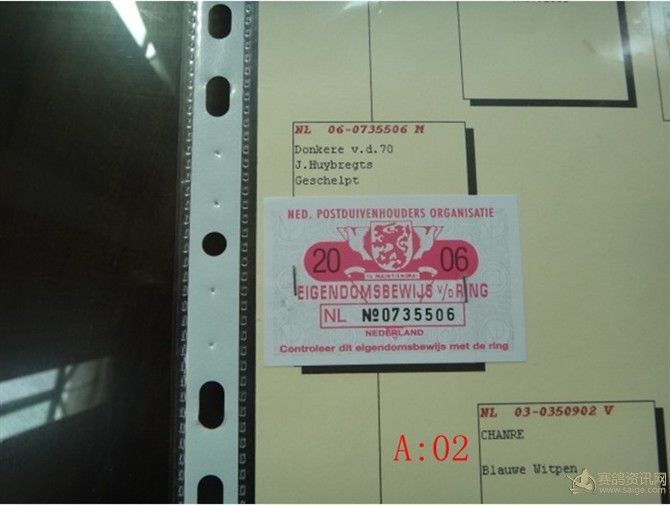 NL 06-0735506 M
Donkere v.d.70
J.Huybregts
Geschelpt
NED. POSTDUIVENHOUDERS ORGANISATIE
20 06
EIGENDOMSBEWIJS v/d RING
NL №0735506
NEDERLAND
Controleer dit eigendomsbewijs met de ring
NL 03-0350902 V
CHANRE
Blauwe Witpen
A:02
赛鸽资讯网
www.saige.com